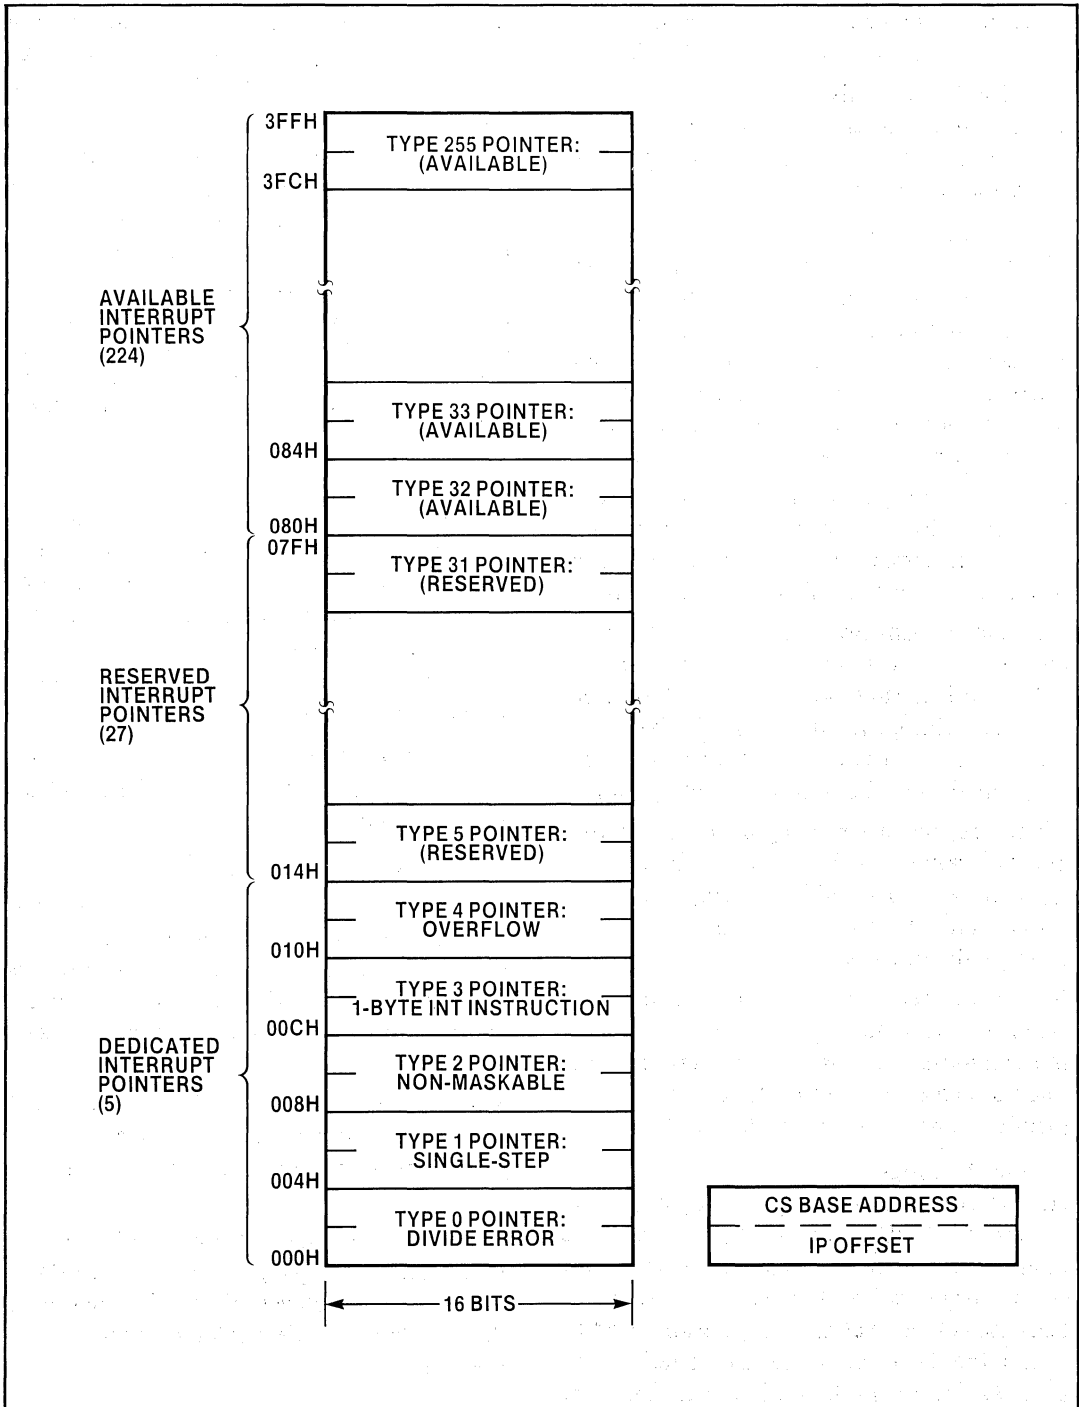 3FFH
TYPE 255 POINTER:
(AVAILABLE)
3FCH
AVAILABLE
INTERRUPT
POINTERS
(224)
TYPE 33 POINTER:
(AVAILABLE)
084H
TYPE 32 POINTER:
(AVAILABLE)
080H
07FH
TYPE 31 POINTER:
(RESERVED)
RESERVED
INTERRUPT
POINTERS
(27)
TYPE 5 POINTER:
(RESERVED)
014H
TYPE 4 POINTER:
OVERFLOW
010H
TYPE 3 POINTER:
1-BYTE INT INSTRUCTION
00CH
DEDICATED
INTERRUPT
POINTERS
(5)
TYPE 2 POINTER:
NON-MASKABLE
008H
TYPE 1 POINTER:
SINGLE-STEP
004H
TYPE 0 POINTER:
DIVIDE ERROR
000H
CS BASE ADDRESS
IP OFFSET
16 BITS